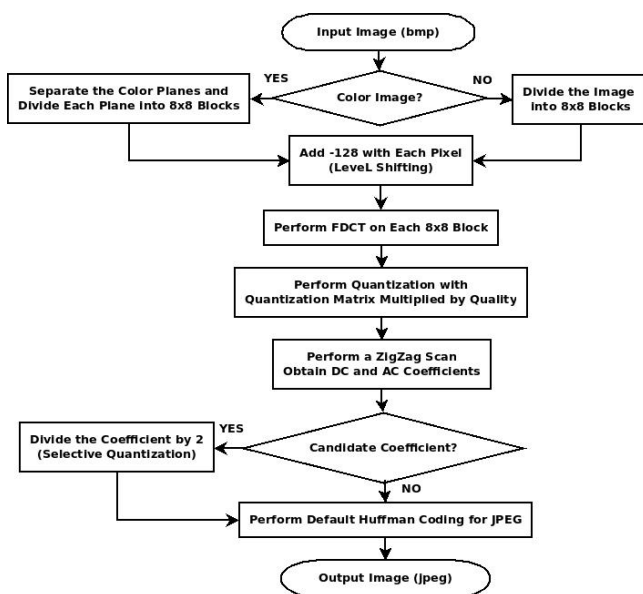 Input Image (bmp)
YES
NO
Color Image?
Separate the Color Planes and
Divide Each Plane into 8x8 Blocks
Divide the Image
into 8x8 Blocks
Add -128 with Each Pixel
(LeveL Shifting)
Perform FDCT on Each 8x8 Block
Perform Quantization with
Quantization Matrix Multiplied by Quality
Perform a ZigZag Scan
Obtain DC and AC Coefficients
YES
Candidate Coefficient?
Divide the Coefficient by 2
(Selective Quantization)
NO
Perform Default Huffman Coding for JPEG
Output Image (jpeg)